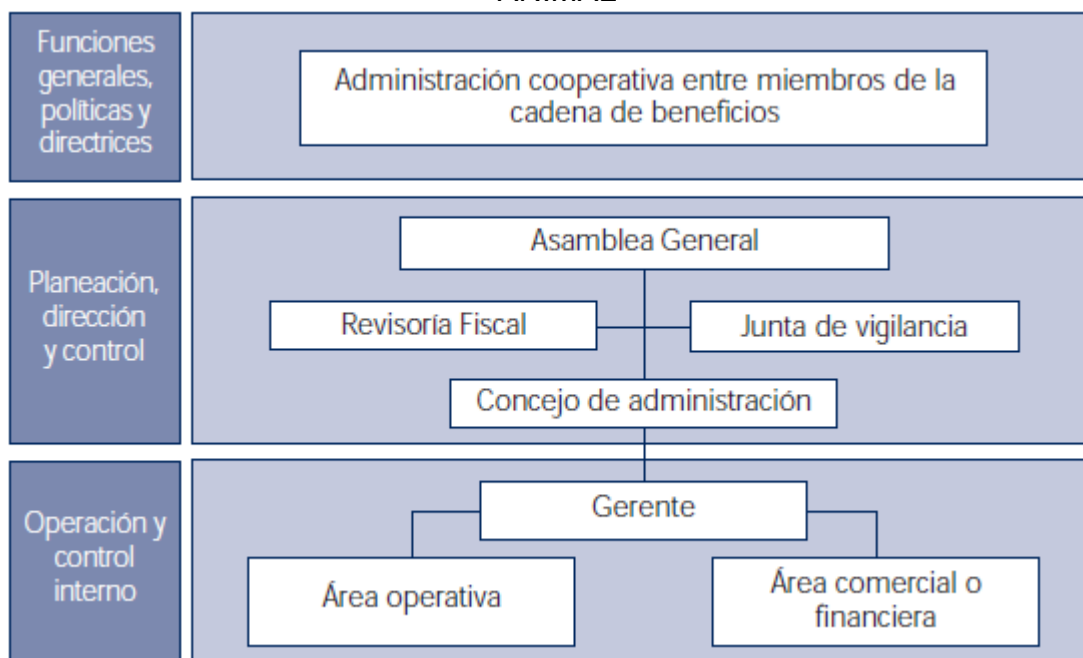 Funciones
generales,
políticas y
directrices
Administración cooperativa entre miembros de la
cadena de beneficios
Planeación,
dirección
y control
Asamblea General
Revisoría Fiscal
Junta de vigilancia
Concejo de administración
Operación y
control
interno
Gerente
Área operativa
Área comercial o
financiera